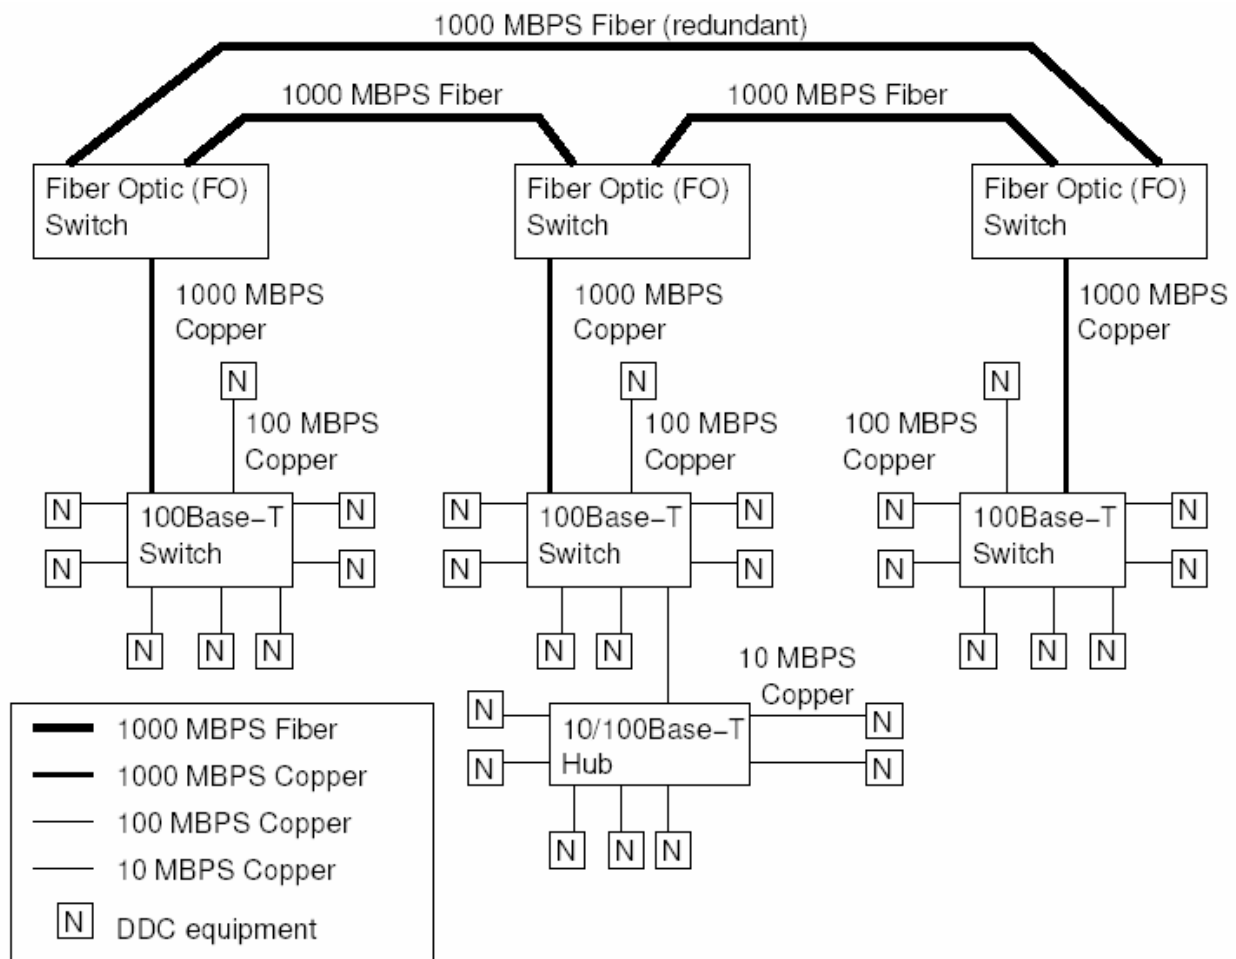 1000 MBPS Fiber (redundant)
1000 MBPS Fiber
1000 MBPS Fiber
Fiber Optic (FO)
Switch
Fiber Optic (FO)
Switch
Fiber Optic (FO)
Switch
1000 MBPS
Copper
1000 MBPS
Copper
1000 MBPS
Copper
N
N
N
100 MBPS
Copper
100 MBPS
Copper
100 MBPS
Copper
N
100Base-T
Switch
N
N
N
N
N
N
N
100Base-T
Switch
N
N
N
N
N
N
100Base-T
Switch
N
N
N
N
N
N
N
10 MBPS
Copper
N
10/100Base-T
Hub
N
N
N
N
N
N
1000 MBPS Fiber
1000 MBPS Copper
100 MBPS Copper
10 MBPS Copper
N DDC equipment